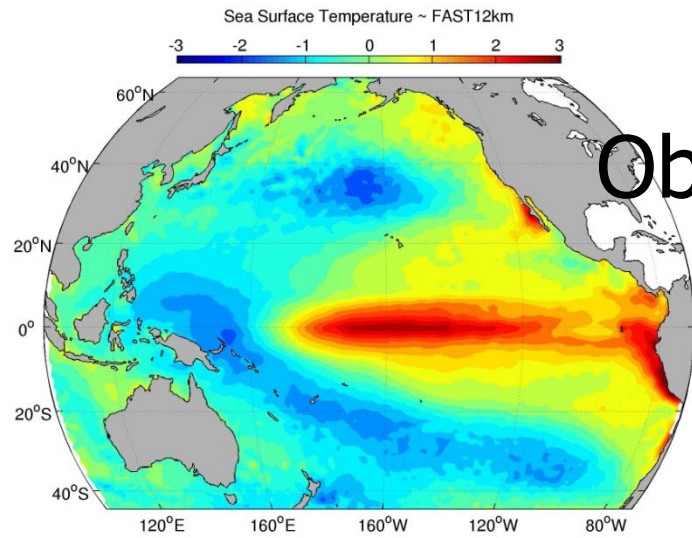 Sea Surface Temperature ~ FAST12km
-3 -2 -1 0 1 2 3
60°N
Ob
40°N
20°N
0°
20°S
40°S
120°E 160°E 160°W 120°W 80°W